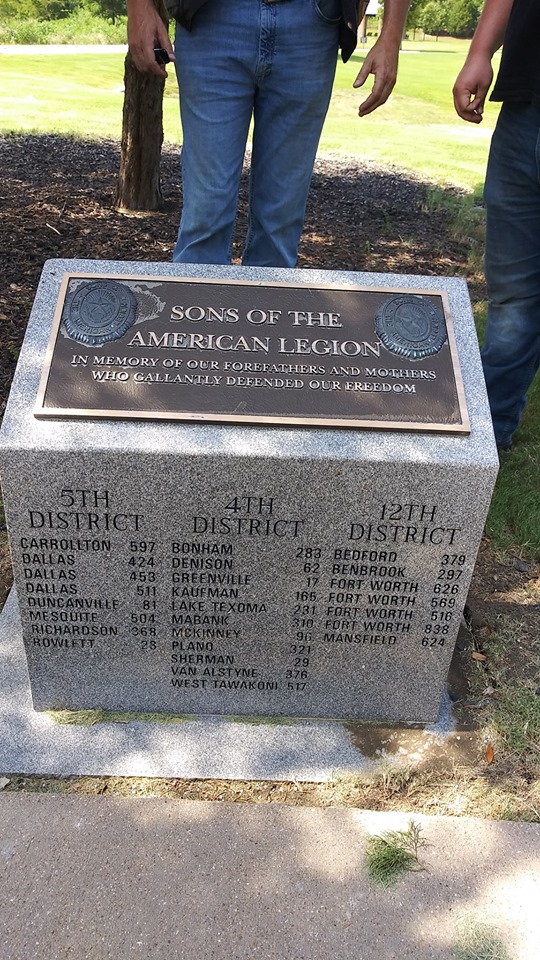 SONS OF THE
AMERICAN LEGION
IN MEMORY OF OUR FOREFATHERS AND MOTHERS
WHO GALLANTLY DEFENDED OUR FREEDOM
5TH
DISTRICT
CARROLLTON 597
DALLAS 424
DALLAS 453
DALLAS 511
DUNCANVILLE 81
MESQUITE 504
RICHARDSON 368
ROWLETT 23
4TH
DISTRICT
BONHAM 283
DENISON 62
GREENVILLE 17
KAUFMAN 165
LAKE TEXOMA 231
MABANK 310
MCKINNEY 96
PLANO 321
SHERMAN 29
VAN ALSTYNE 376
WEST TAWAKONI 517
12TH
DISTRICT
BEDFORD 379
BENBROOK 297
FORT WORTH 626
FORT WORTH 569
FORT WORTH 516
FORT WORTH 838
MANSFIELD 624